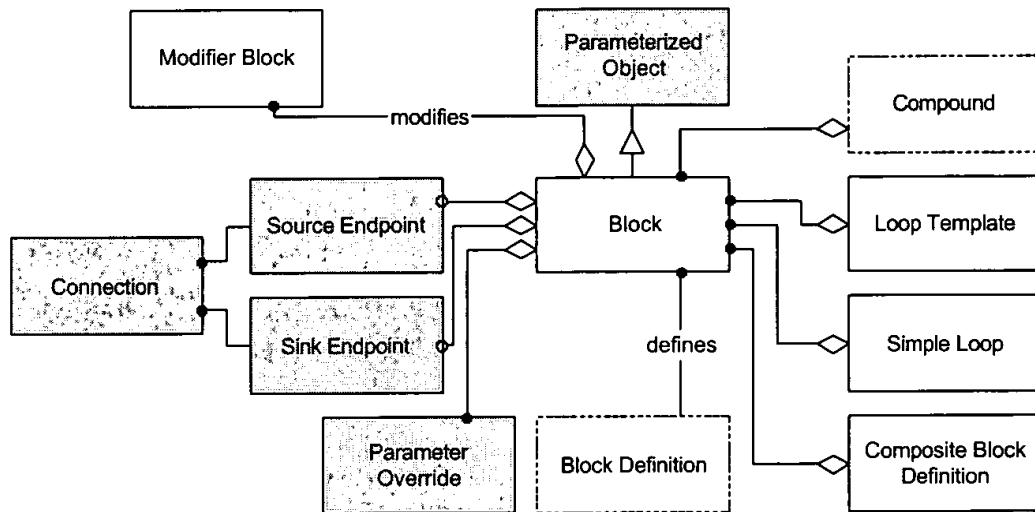 Modifier Block
Parameterized
Object
Compound
modifies
Source Endpoint
Block
Loop Template
Connection
Sink Endpoint
defines
Simple Loop
Parameter
Override
Block Definition
Composite Block
Definition